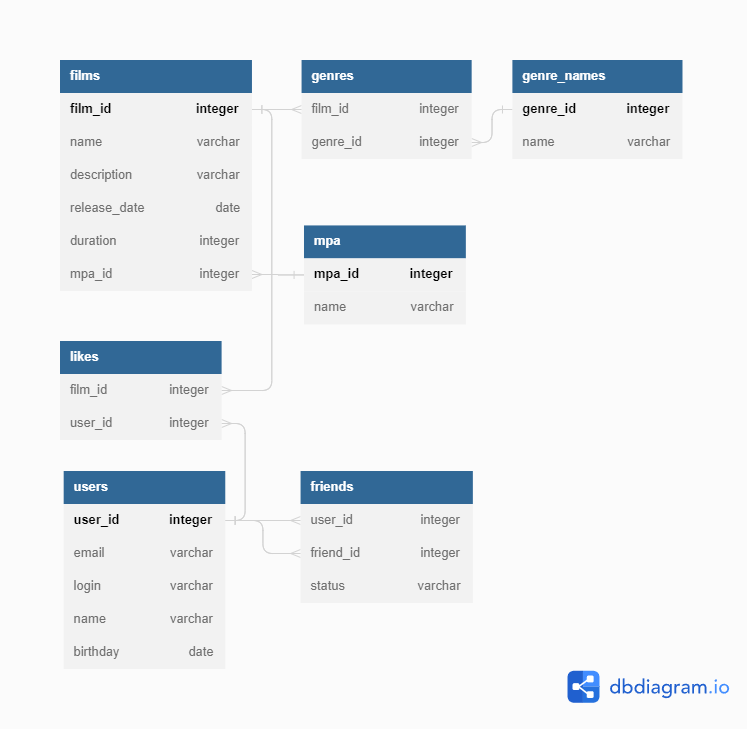 films
film_id integer
name varchar
description varchar
release_date date
duration integer
mpa_id integer
genres
film_id integer
genre_id integer
genre_names
genre_id integer
name varchar
mpa
mpa_id integer
name varchar
likes
film_id integer
user_id integer
users
user_id integer
email varchar
login varchar
name varchar
birthday date
friends
user_id integer
friend_id integer
status varchar
dbdiagram.io